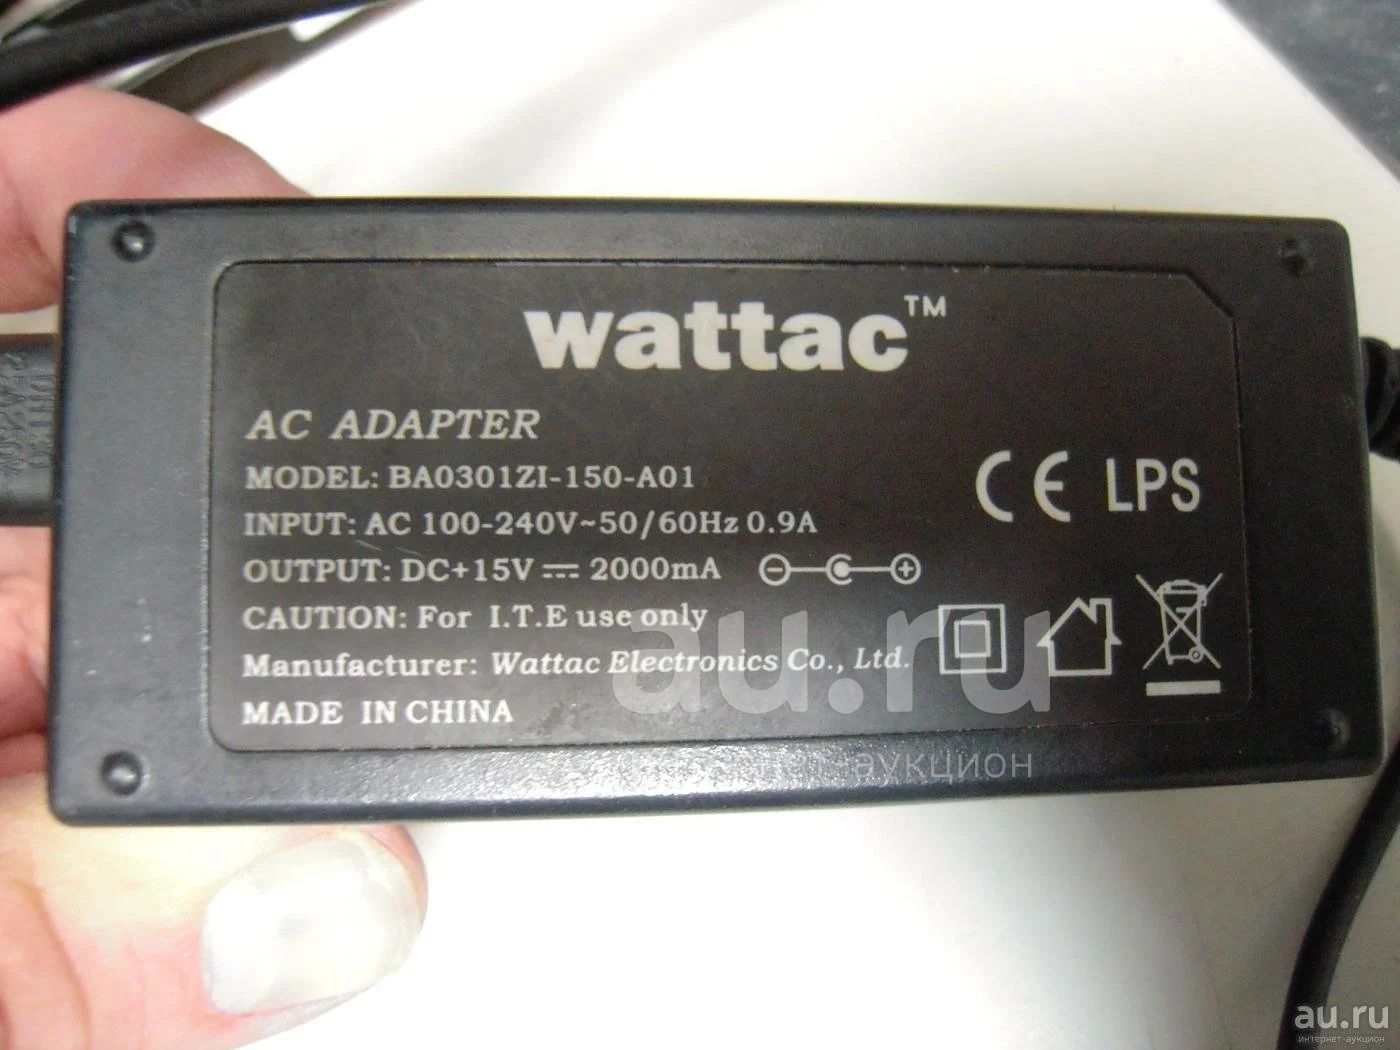 wattac™
AC ADAPTER
MODEL: BA0301ZI-150-A01
INPUT: AC 100-240V~50/60Hz 0.9A
OUTPUT: DC+15V⎓2000mA
CAUTION: For I.T.E use only
Manufacturer: Wattac Electronics Co., Ltd.
MADE IN CHINA
CE LPS
au.ru
интернет-аукцион
au.ru
интернет-аукцион